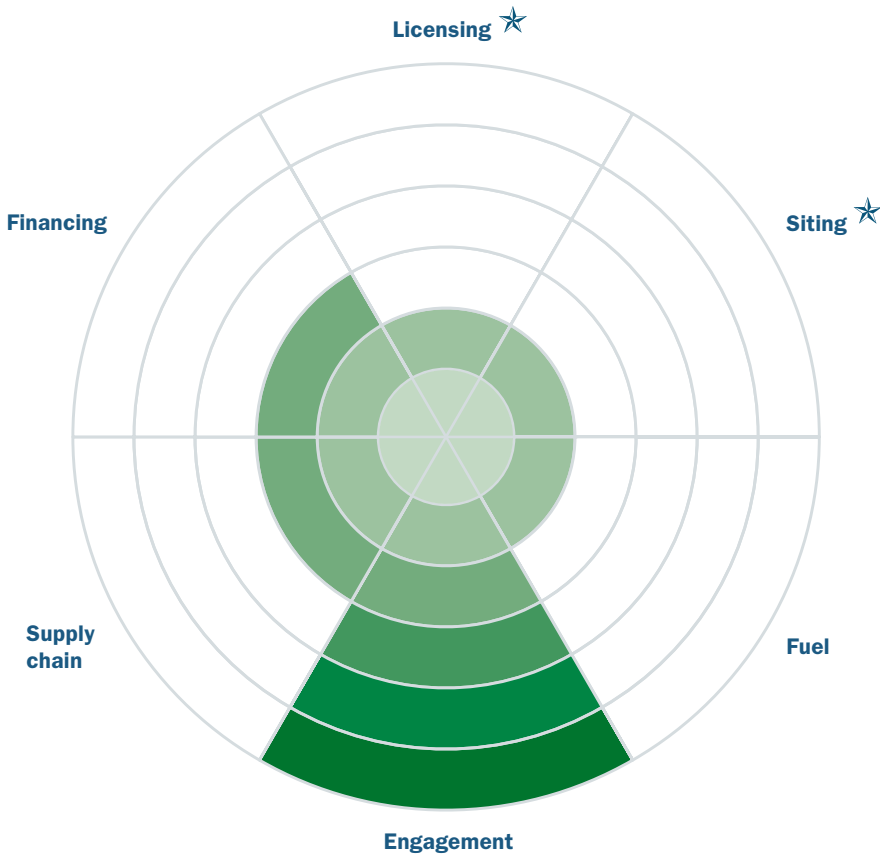 Licensing
Financing
Siting
Supply
chain
Fuel
Engagement